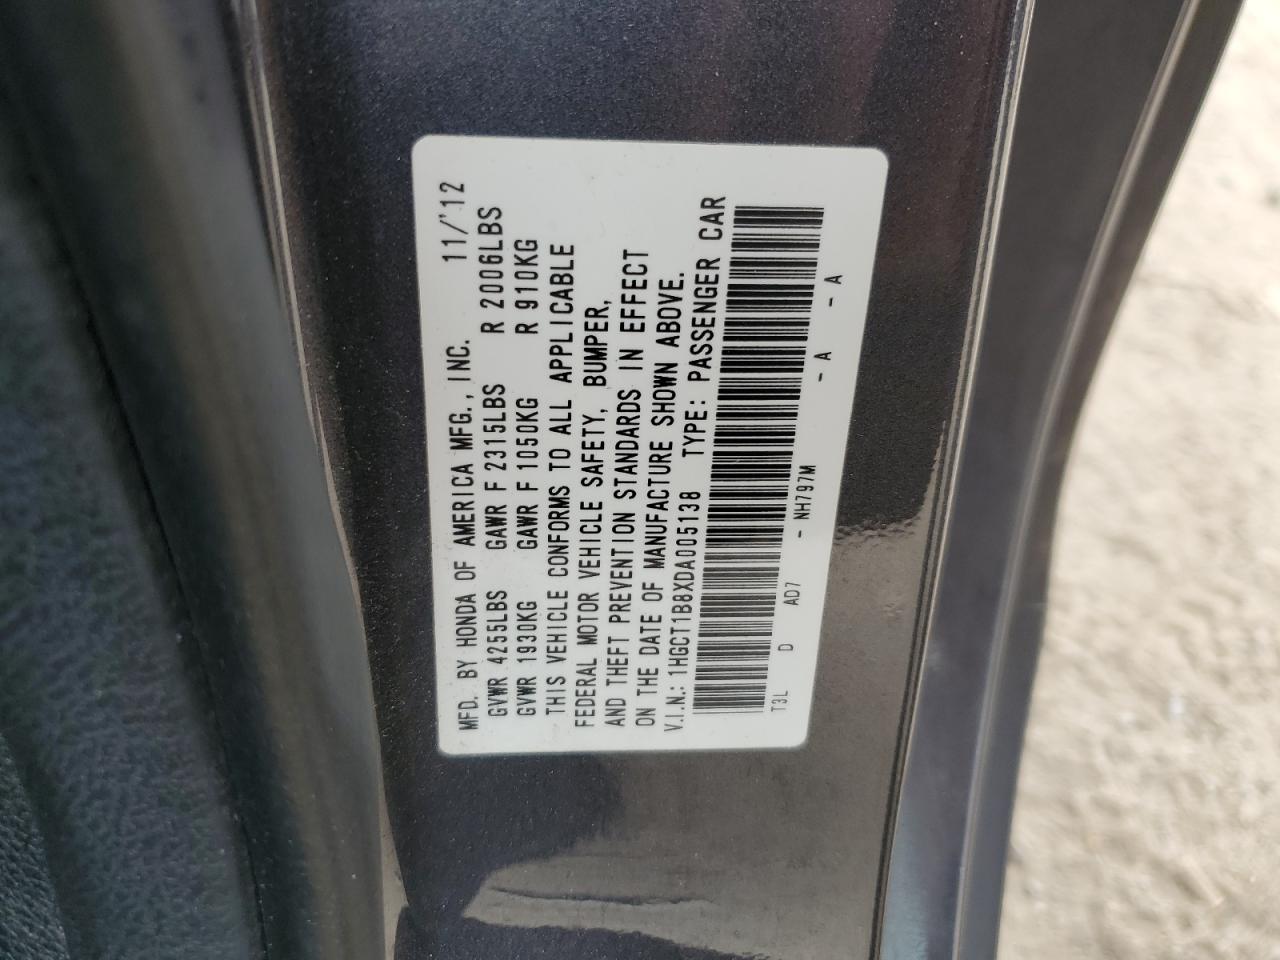 MFD. BY HONDA OF AMERICA MFG., INC. 11/'12
GVWR 4255LBS GAWR F 2315LBS R 2006LBS
GVWR 1930KG GAWR F 1050KG R 910KG
THIS VEHICLE CONFORMS TO ALL APPLICABLE
FEDERAL MOTOR VEHICLE SAFETY, BUMPER,
AND THEFT PREVENTION STANDARDS IN EFFECT
ON THE DATE OF MANUFACTURE SHOWN ABOVE.
V.I.N.: 1HGCT1B8XDA005138 TYPE: PASSENGER CAR
T3L D AD7 - NH797M - A - A